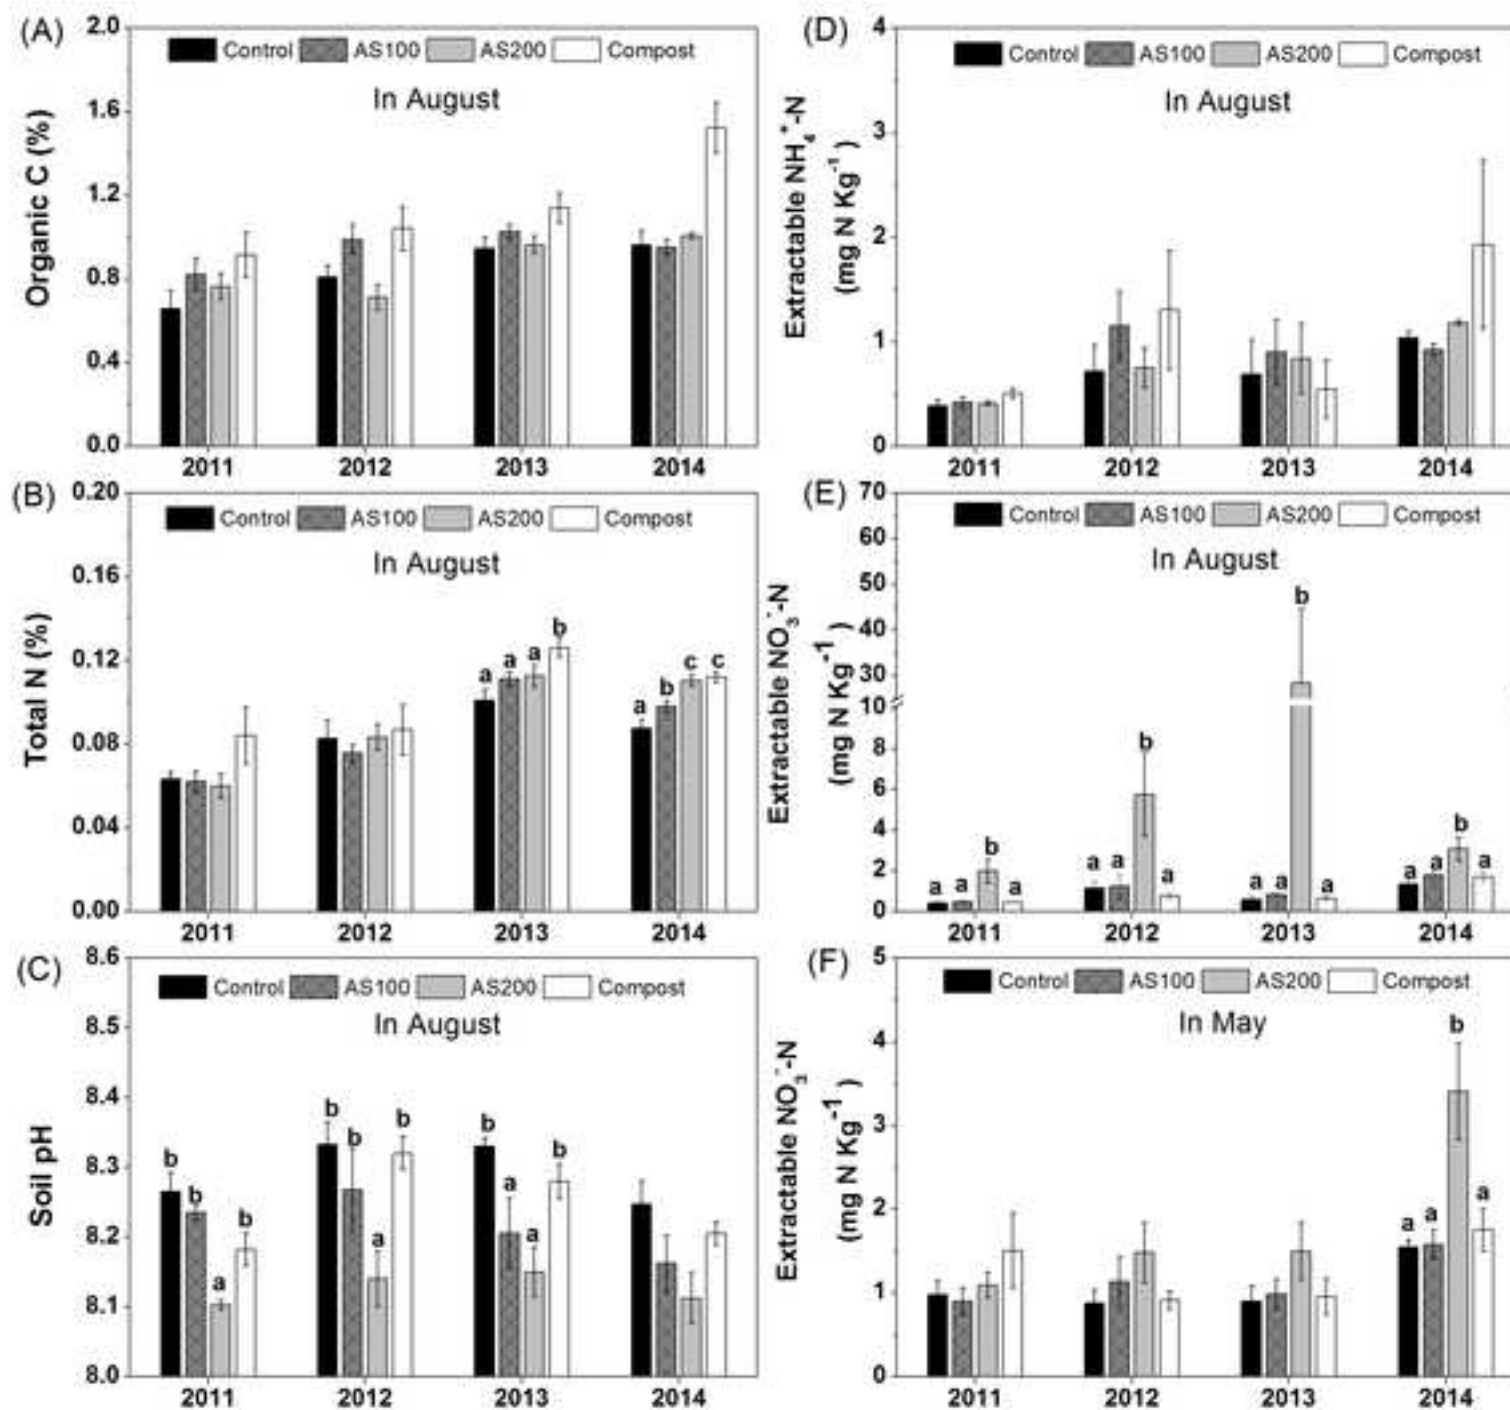 (A)
2.0
Control AS100 AS200 Compost
In August
1.6
1.2
0.8
0.4
0.0
Organic C (%)
2011 2012 2013 2014
(D)
4
Control AS100 AS200 Compost
In August
3
2
1
0
Extractable NH4+-N
(mg N Kg-1)
2011 2012 2013 2014
(B)
0.20
Control AS100 AS200 Compost
In August
0.16
0.12
0.08
0.04
0.00
Total N (%)
a a a b
a b c c
2011 2012 2013 2014
(E)
70
Control AS100 AS200 Compost
In August
60
50
40
30
10
8
6
4
2
0
Extractable NO3--N
(mg N Kg-1)
a a b a
a a b a
a a b a
a a b a
2011 2012 2013 2014
(C)
8.6
Control AS100 AS200 Compost
In August
8.5
8.4
8.3
8.2
8.1
8.0
Soil pH
b b a b
b b a b
b a a b
2011 2012 2013 2014
(F)
5
Control AS100 AS200 Compost
In May
4
3
2
1
0
Extractable NO3--N
(mg N Kg-1)
a a b a
2011 2012 2013 2014